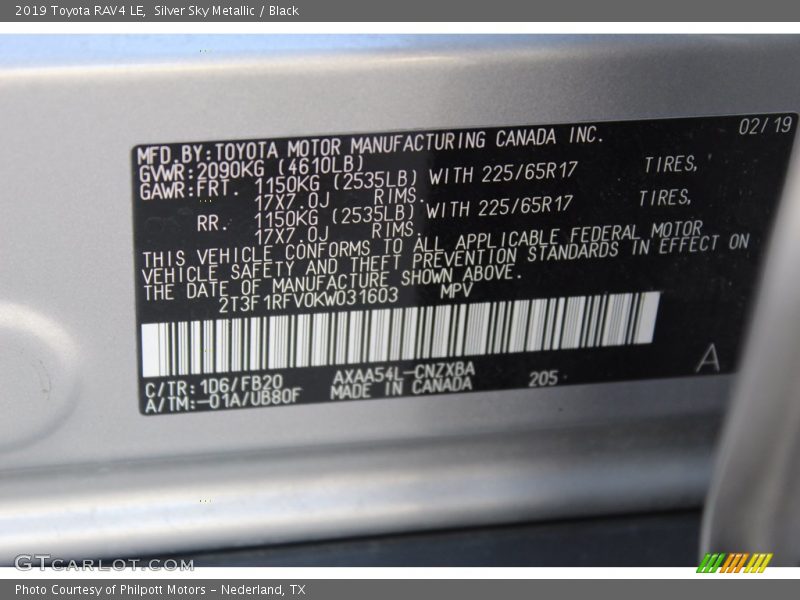 2019 Toyota RAV4 LE, Silver Sky Metallic / Black
02/19
MFD.BY:TOYOTA MOTOR MANUFACTURING CANADA INC.
GVWR:2090KG (4610LB)
GAWR:FRT. 1150KG (2535LB) WITH 225/65R17 TIRES,
17X7.0J RIMS.
RR. 1150KG (2535LB) WITH 225/65R17 TIRES,
17X7.0J RIMS.
THIS VEHICLE CONFORMS TO ALL APPLICABLE FEDERAL MOTOR
VEHICLE SAFETY AND THEFT PREVENTION STANDARDS IN EFFECT ON
THE DATE OF MANUFACTURE SHOWN ABOVE.
2T3F1RFV0KW031603 MPV
A
C/TR:1D6/FB20 AXAA54L-CNZXBA 205
A/TM:-01A/UB80F MADE IN CANADA
GTCARLOT.COM
Photo Courtesy of Philpott Motors - Nederland, TX